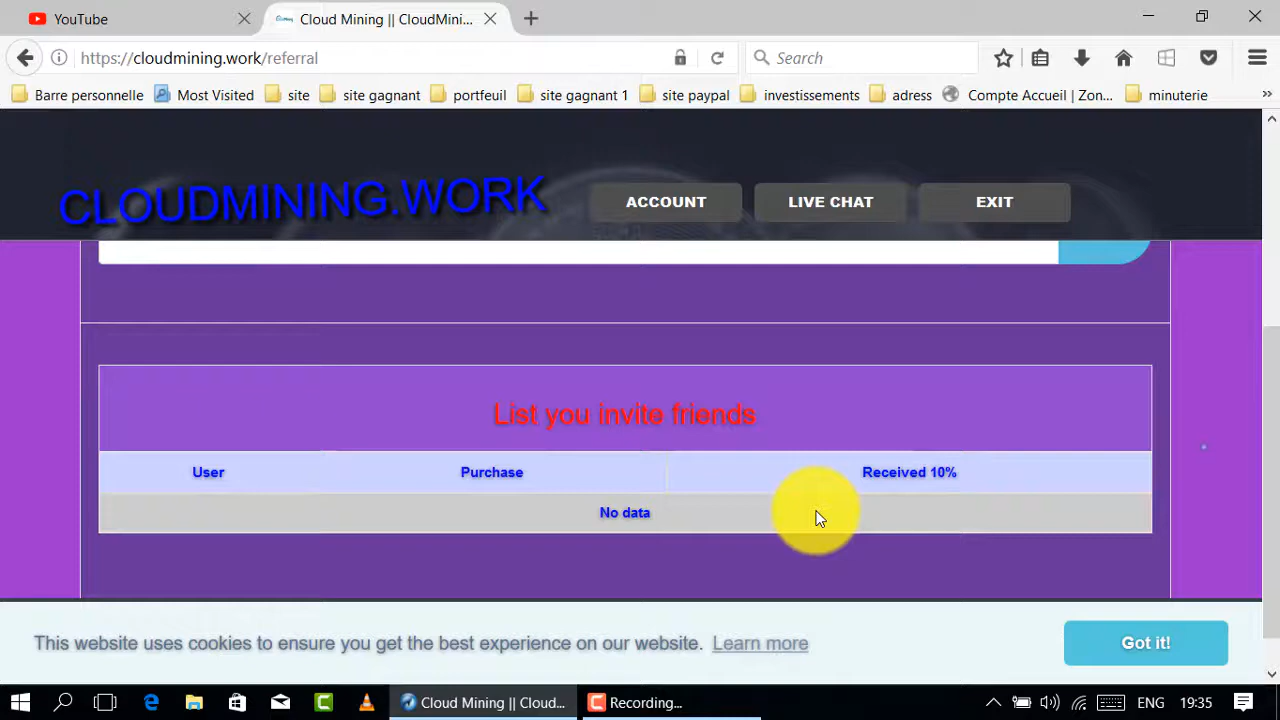 YouTube
Cloud Mining || CloudMini...
https://cloudmining.work/referral
Search
Barre personnelle
Most Visited
site
site gagnant
portfeuil
site gagnant 1
site paypal
investissements
adress
Compte Accueil | Zon...
minuterie
CLOUDMINING.WORK
ACCOUNT
LIVE CHAT
EXIT
List you invite friends
User
Purchase
Received 10%
No data
This website uses cookies to ensure you get the best experience on our website. Learn more
Got it!
Cloud Mining || Cloud...
Recording...
ENG
19:35